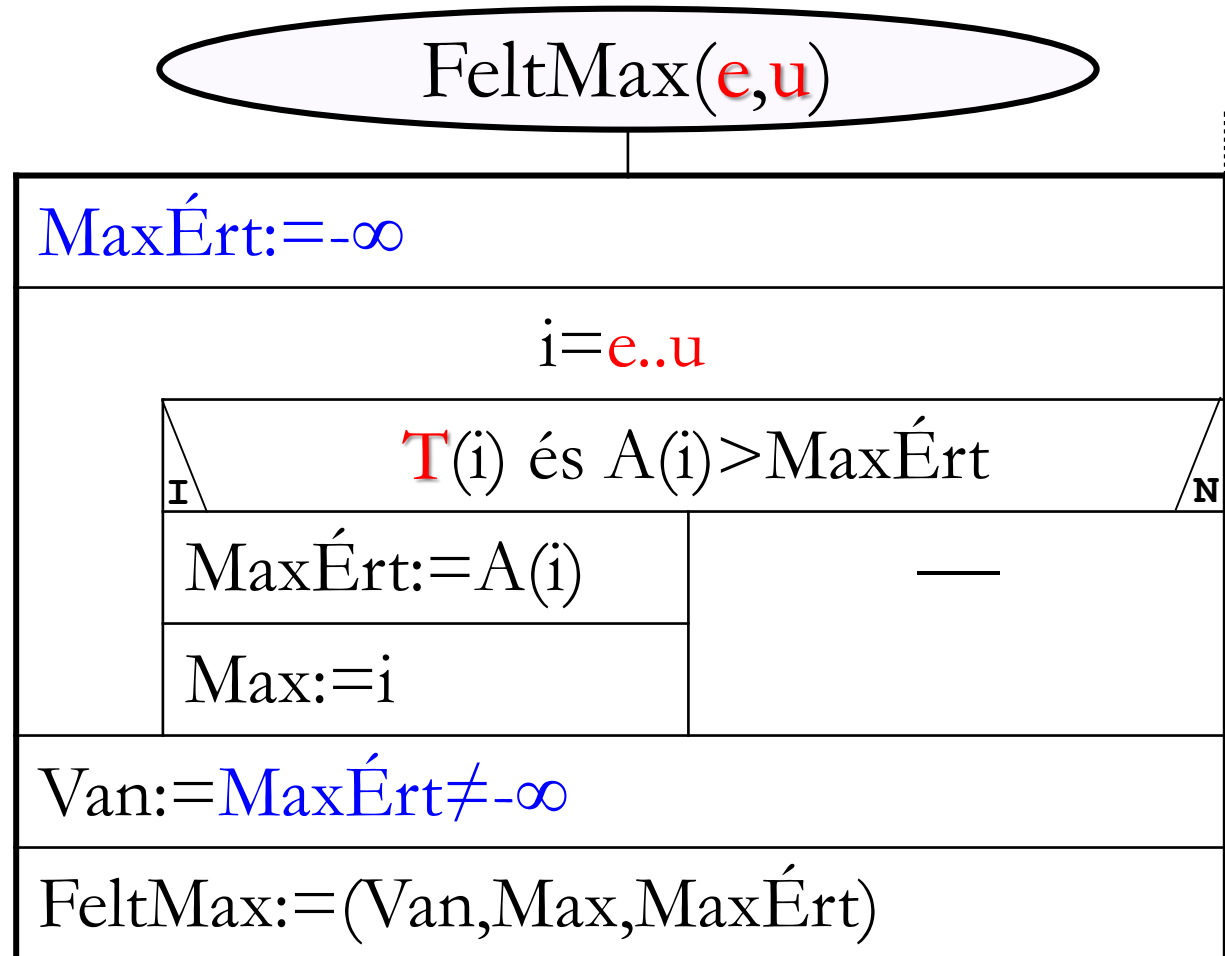 FeltMax(e,u)
MaxÉrt:=-∞
i=e..u
T(i) és A(i)>MaxÉrt
I
N
MaxÉrt:=A(i)
—
Max:=i
Van:=MaxÉrt≠-∞
FeltMax:=(Van,Max,MaxÉrt)